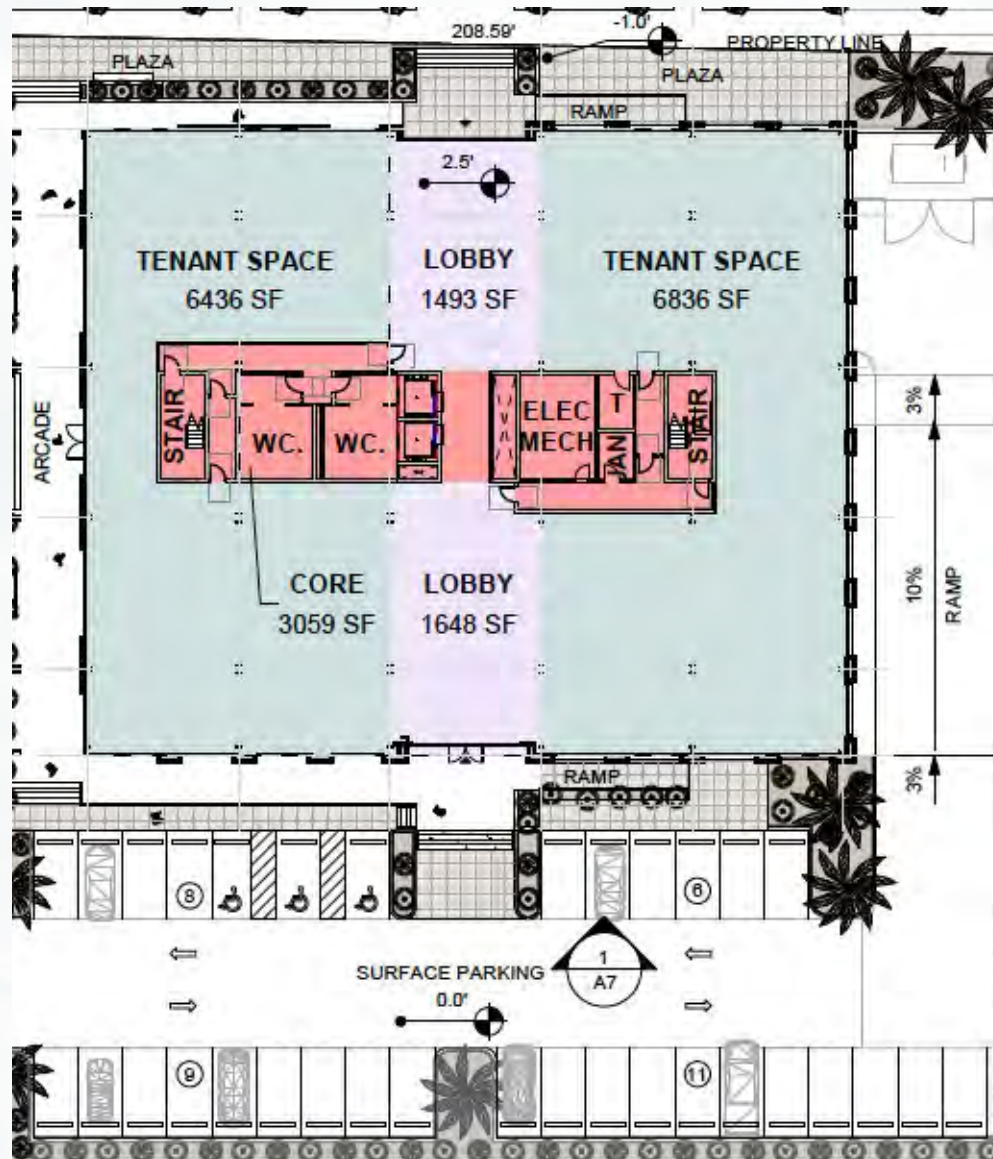 208.59'
-1.0'
PROPERTY LINE
PLAZA
PLAZA
RAMP
2.5'
TENANT SPACE
6436 SF
LOBBY
1493 SF
TENANT SPACE
6836 SF
STAIR
WC.
WC.
ELEC
MECH
T
JAN
STAIR
ARCADE
3%
10%
RAMP
3%
CORE
3059 SF
LOBBY
1648 SF
RAMP
8
6
SURFACE PARKING
0.0'
1
A7
9
11